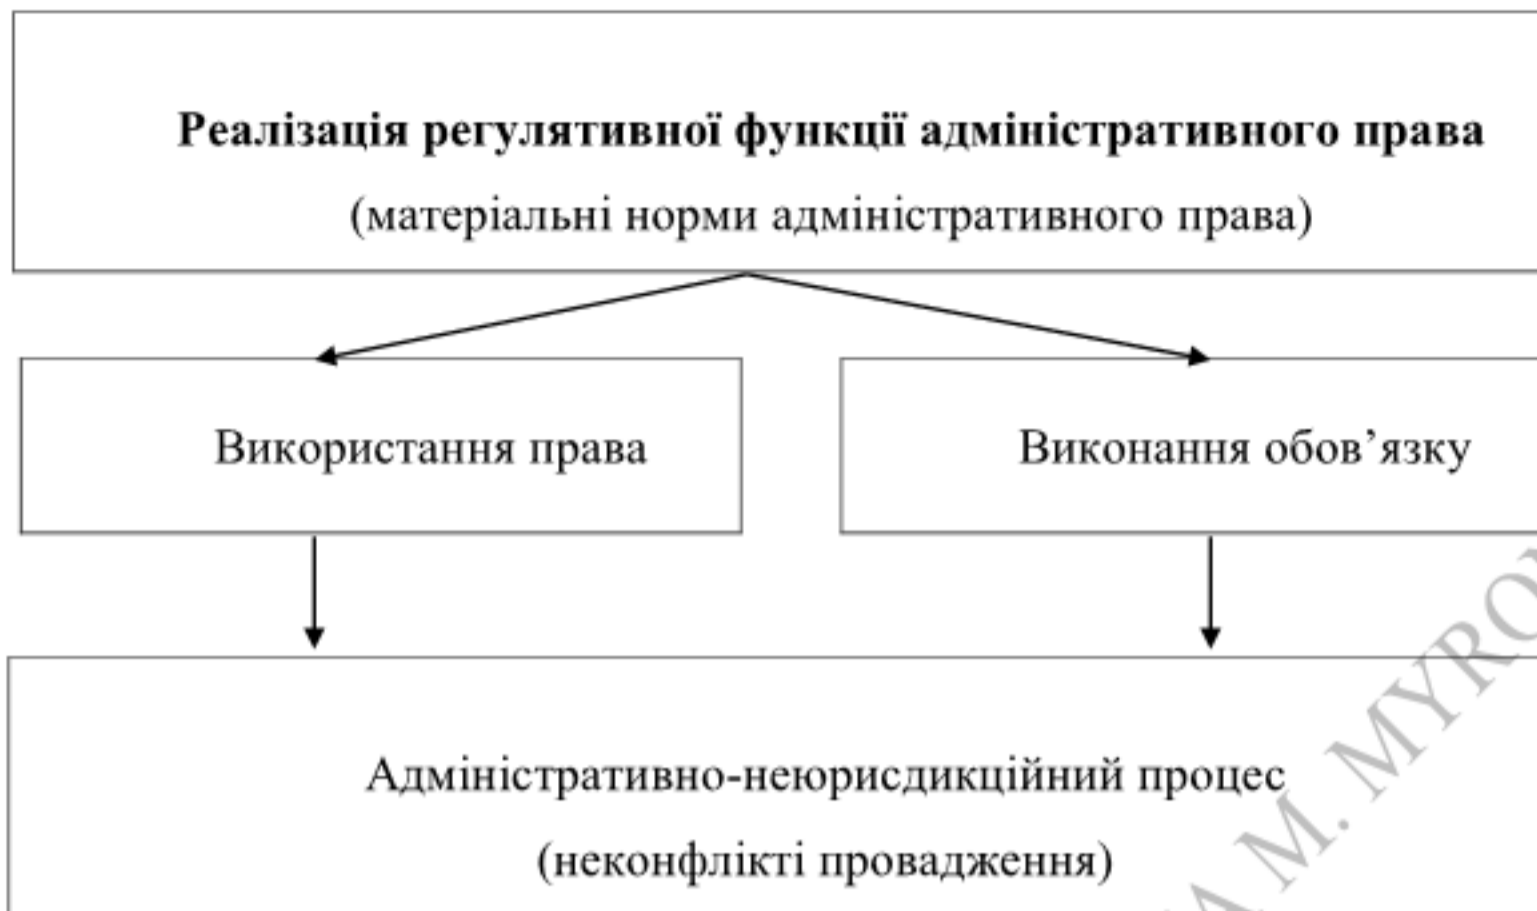 Реалізація регулятивної функції адміністративного права
(матеріальні норми адміністративного права)
Використання права
Виконання обов’язку
Адміністративно-неюрисдикційний процес
(неконфлікті провадження)
M. MYRO